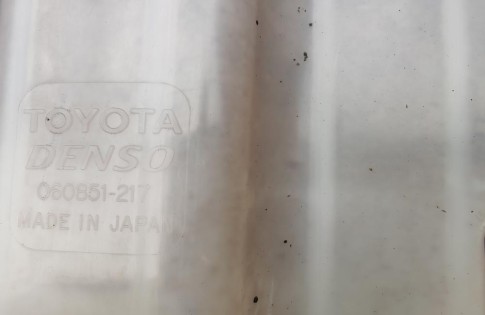 TOYOTA
DENSO
060851-217
MADE IN JAPAN